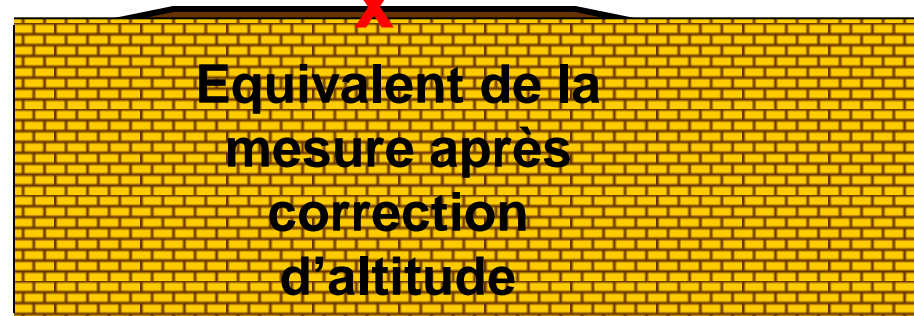 Equivalent de la
mesure après
correction
d’altitude